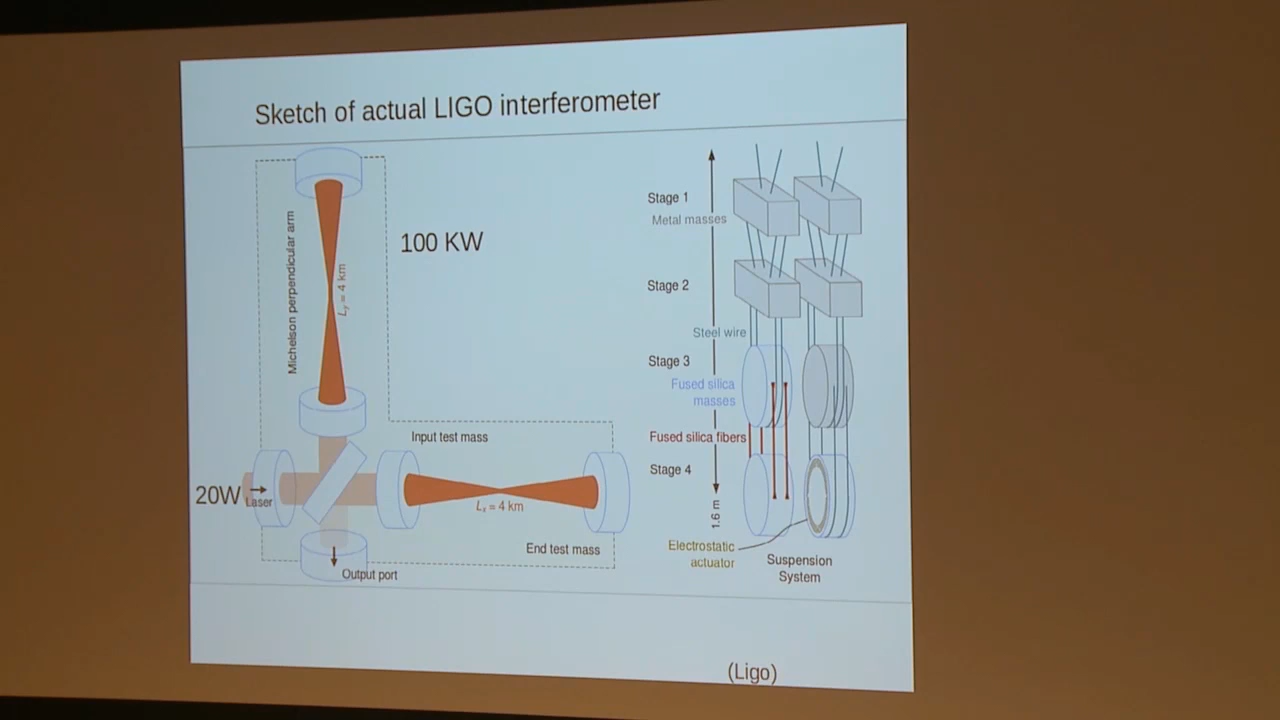 Sketch of actual LIGO interferometer
Michelson perpendicular arm
Ly = 4 km
100 KW
Input test mass
20W
Laser
Lx = 4 km
End test mass
Output port
Stage 1
Metal masses
Stage 2
Steel wire
Stage 3
Fused silica
masses
Fused silica fibers
Stage 4
1.6 m
Electrostatic
actuator
Suspension
System
(Ligo)